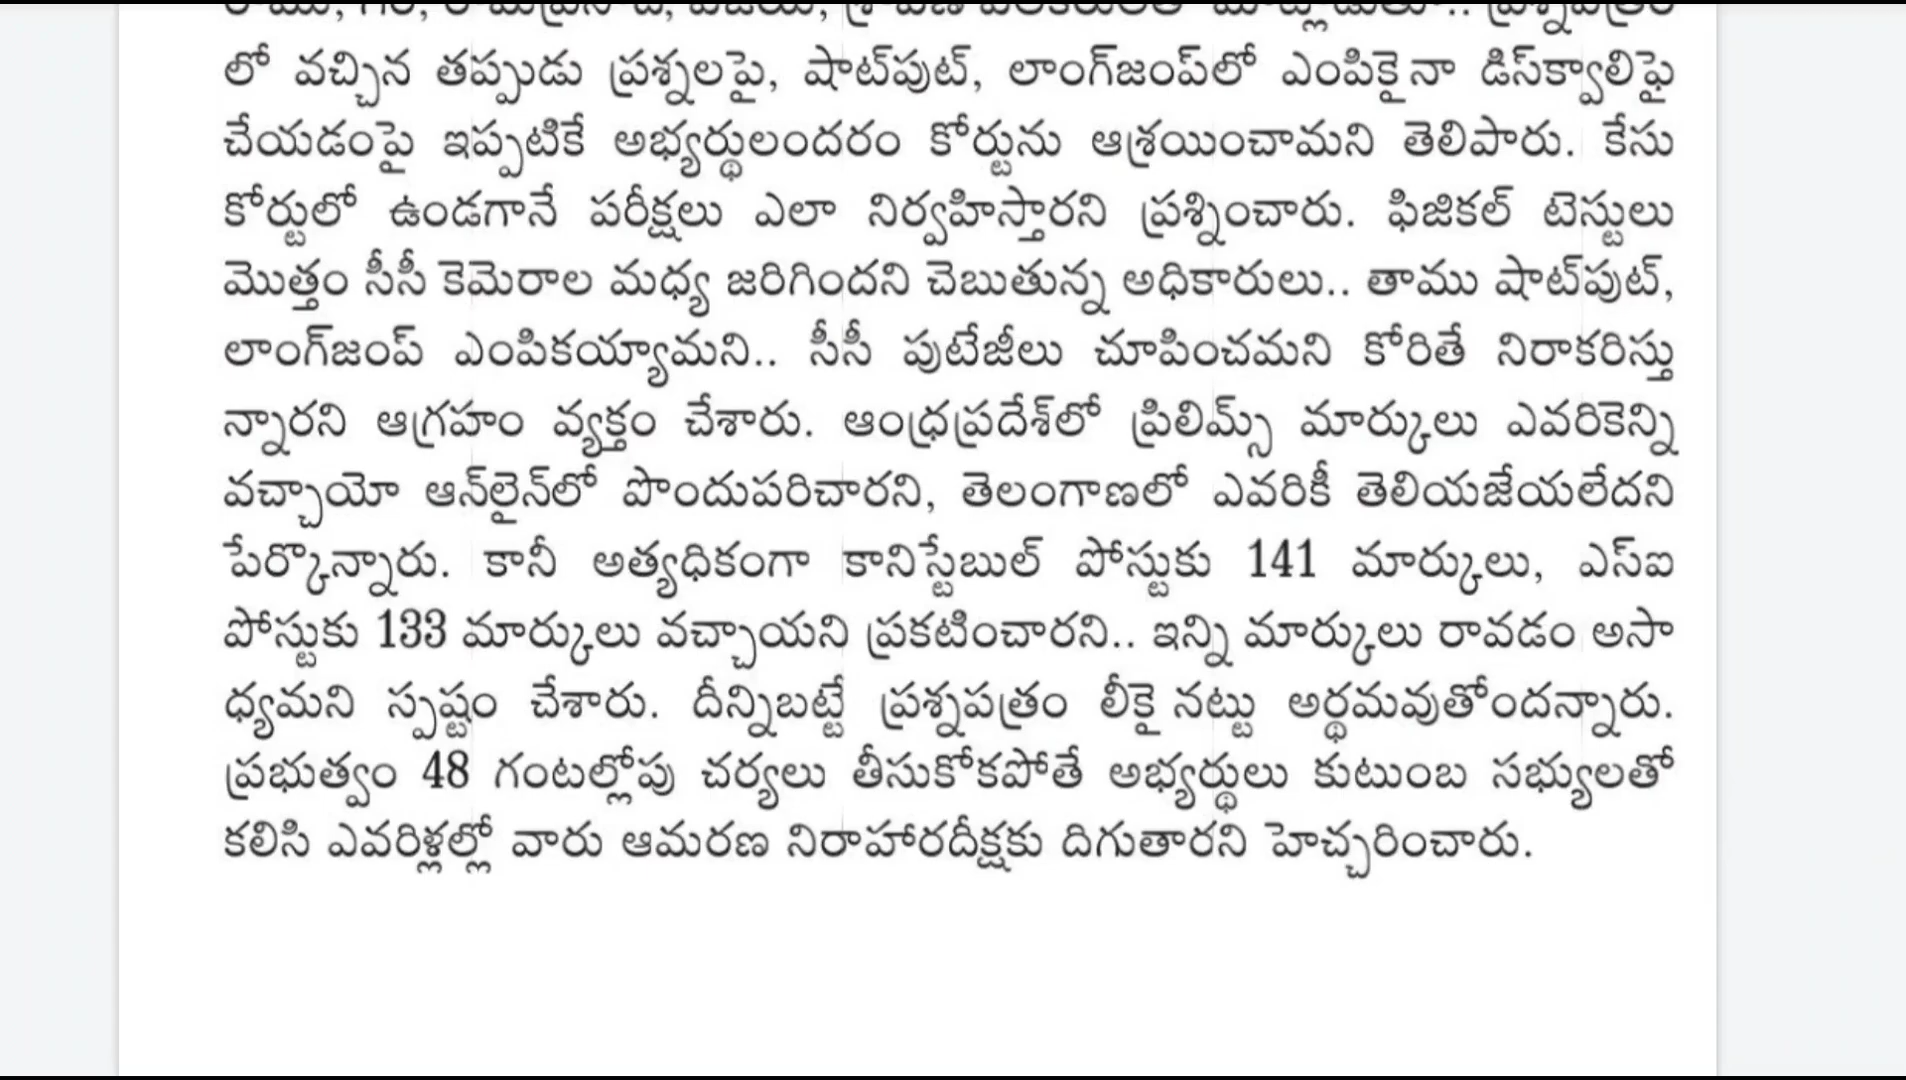 లో వచ్చిన తప్పుడు ప్రశ్నలపై, షాట్‌పుట్, లాంగ్‌జంప్‌లో ఎంపికైనా డిస్‌క్వాలిఫై
చేయడంపై ఇప్పటికే అభ్యర్థులందరం కోర్టును ఆశ్రయించామని తెలిపారు. కేసు
కోర్టులో ఉండగానే పరీక్షలు ఎలా నిర్వహిస్తారని ప్రశ్నించారు. ఫిజికల్ టెస్టులు
మొత్తం సీసీ కెమెరాల మధ్య జరిగిందని చెబుతున్న అధికారులు.. తాము షాట్‌పుట్,
లాంగ్‌జంప్ ఎంపికయ్యామని.. సీసీ పుటేజీలు చూపించమని కోరితే నిరాకరిస్తు
న్నారని ఆగ్రహం వ్యక్తం చేశారు. ఆంధ్రప్రదేశ్‌లో ప్రిలిమ్స్ మార్కులు ఎవరికెన్ని
వచ్చాయో ఆన్‌లైన్‌లో పొందుపరిచారని, తెలంగాణలో ఎవరికీ తెలియజేయలేదని
పేర్కొన్నారు. కానీ అత్యధికంగా కానిస్టేబుల్ పోస్టుకు 141 మార్కులు, ఎస్ఐ
పోస్టుకు 133 మార్కులు వచ్చాయని ప్రకటించారని.. ఇన్ని మార్కులు రావడం అసా
ధ్యమని స్పష్టం చేశారు. దీన్నిబట్టే ప్రశ్నపత్రం లీకై నట్టు అర్థమవుతోందన్నారు.
ప్రభుత్వం 48 గంటల్లోపు చర్యలు తీసుకోకపోతే అభ్యర్థులు కుటుంబ సభ్యులతో
కలిసి ఎవరిళ్లల్లో వారు ఆమరణ నిరాహారదీక్షకు దిగుతారని హెచ్చరించారు.